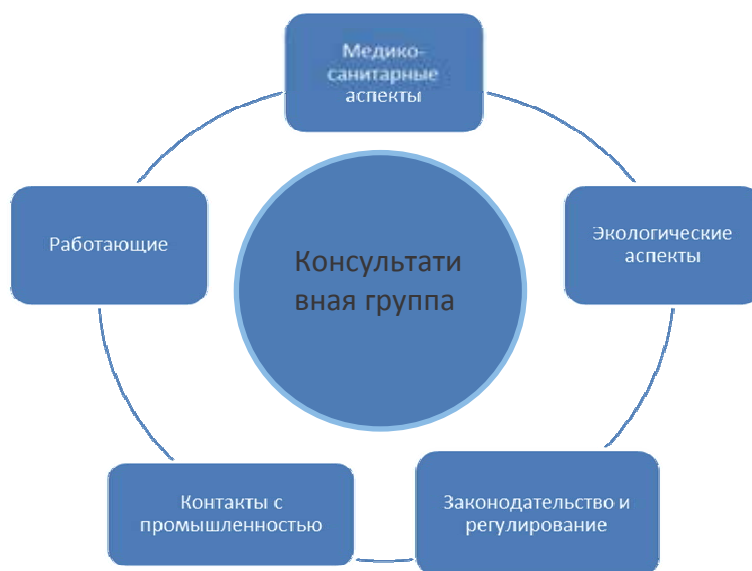 Медико-
санитарные
аспекты
Экологические
аспекты
Законодательство и
регулирование
Контакты с
промышленностью
Работающие
Консультати
вная группа